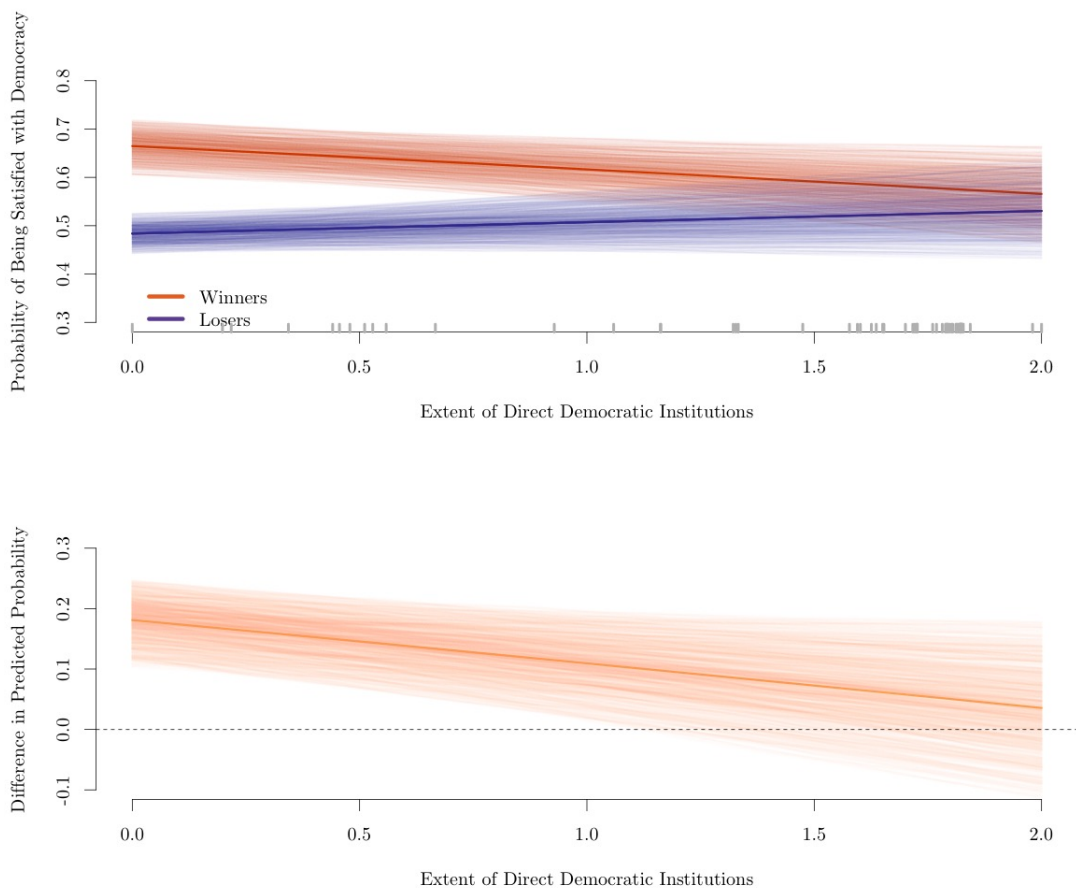 Probability of Being Satisfied with Democracy
0.8
0.7
0.6
0.5
0.4
0.3
Winners
Losers
0.0 0.5 1.0 1.5 2.0
Extent of Direct Democratic Institutions
Difference in Predicted Probability
0.3
0.2
0.1
0.0
-0.1
0.0 0.5 1.0 1.5 2.0
Extent of Direct Democratic Institutions